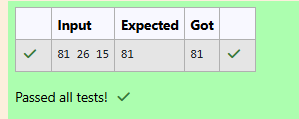 Input Expected Got
81 26 15 81 81
Passed all tests!